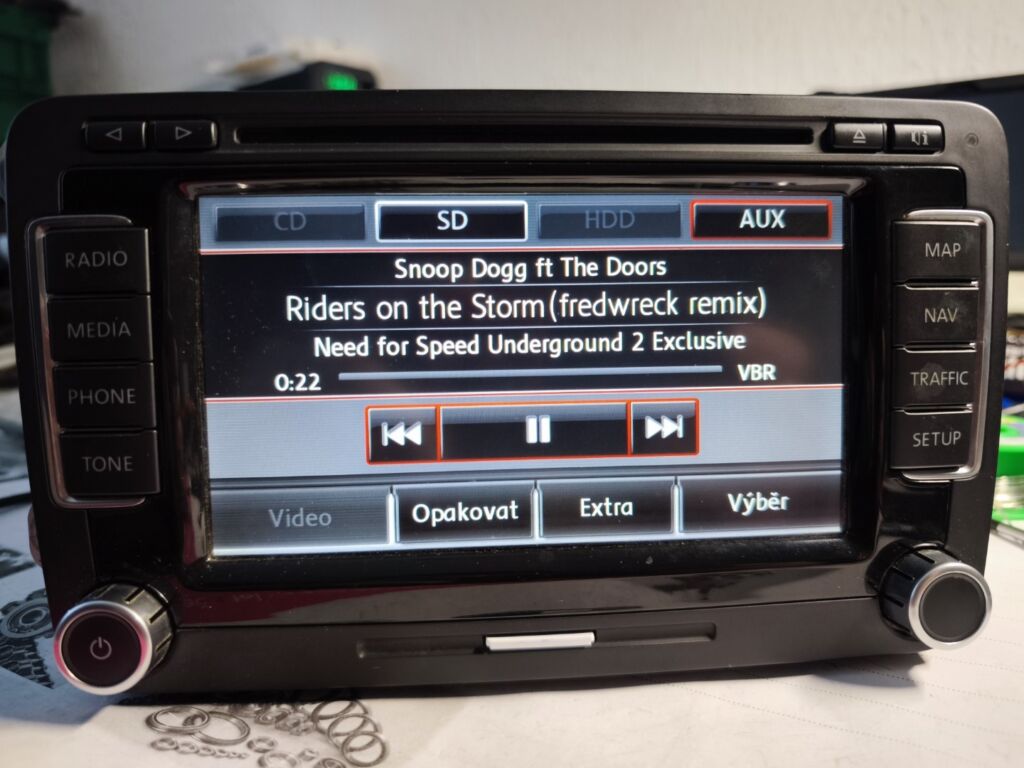 RADIO
MEDIA
PHONE
TONE
CD SD HDD AUX
Snoop Dogg ft The Doors
Riders on the Storm(fredwreck remix)
Need for Speed Underground 2 Exclusive
0:22 VBR
Video Opakovat Extra Výběr
MAP
NAV
TRAFFIC
SETUP